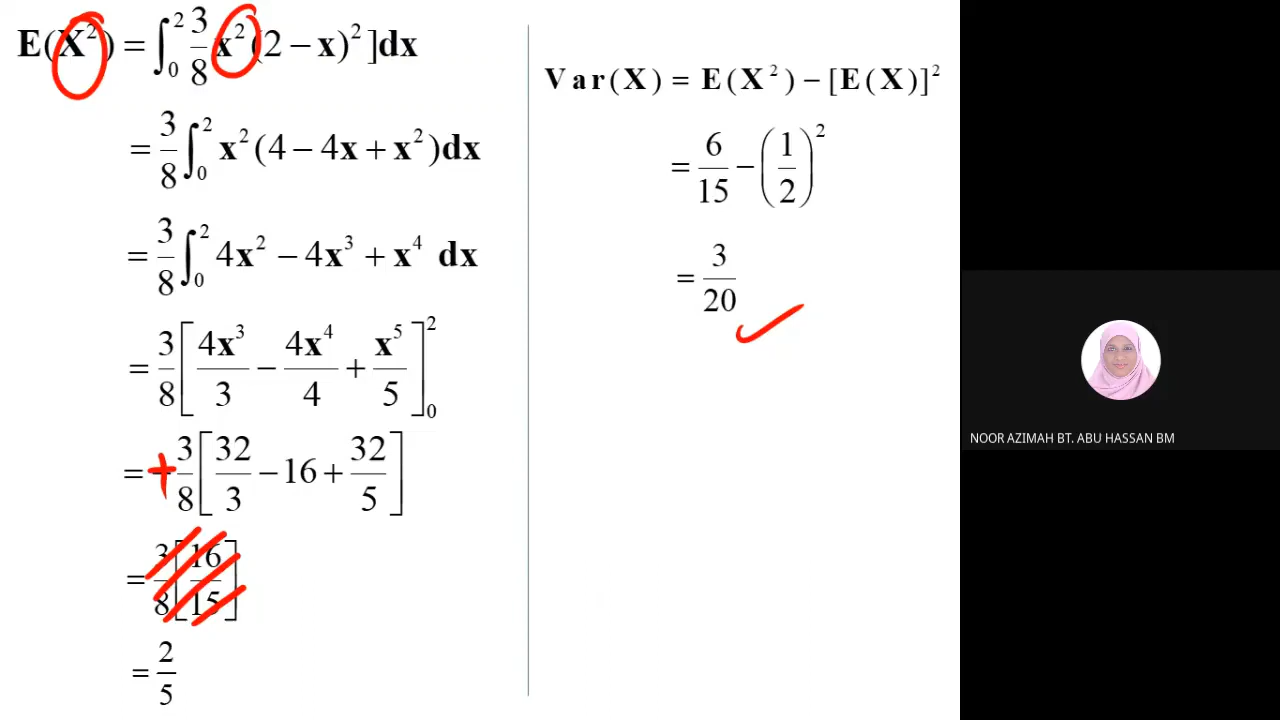 E(X²) = ∫₀² 3/8 x²(2 − x)² ]dx
= 3/8 ∫₀² x²(4 − 4x + x²)dx
= 3/8 ∫₀² 4x² − 4x³ + x⁴ dx
= 3/8 [4x³/3 − 4x⁴/4 + x⁵/5]₀²
= + 3/8 [32/3 − 16 + 32/5]
= 3/8 [16/15]
= 2/5
Var(X) = E(X²) − [E(X)]²
= 6/15 − (1/2)²
= 3/20
NOOR AZIMAH BT. ABU HASSAN BM